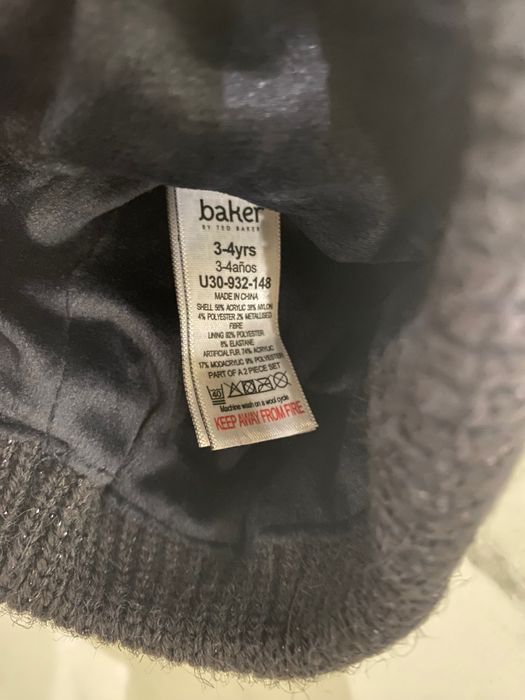 baker
BY TED BAKER
3-4yrs
3-4años
U30-932-148
MADE IN CHINA
SHELL 56% ACRYLIC 38% NYLON
4% POLYESTER 2% METALLISED
FIBRE
LINING 92% POLYESTER
8% ELASTANE
ARTIFICIAL FUR 74% ACRYLIC
17% MODACRYLIC 9% POLYESTER
PART OF A 2 PIECE SET
40
Machine wash on a wool cycle
KEEP AWAY FROM FIRE